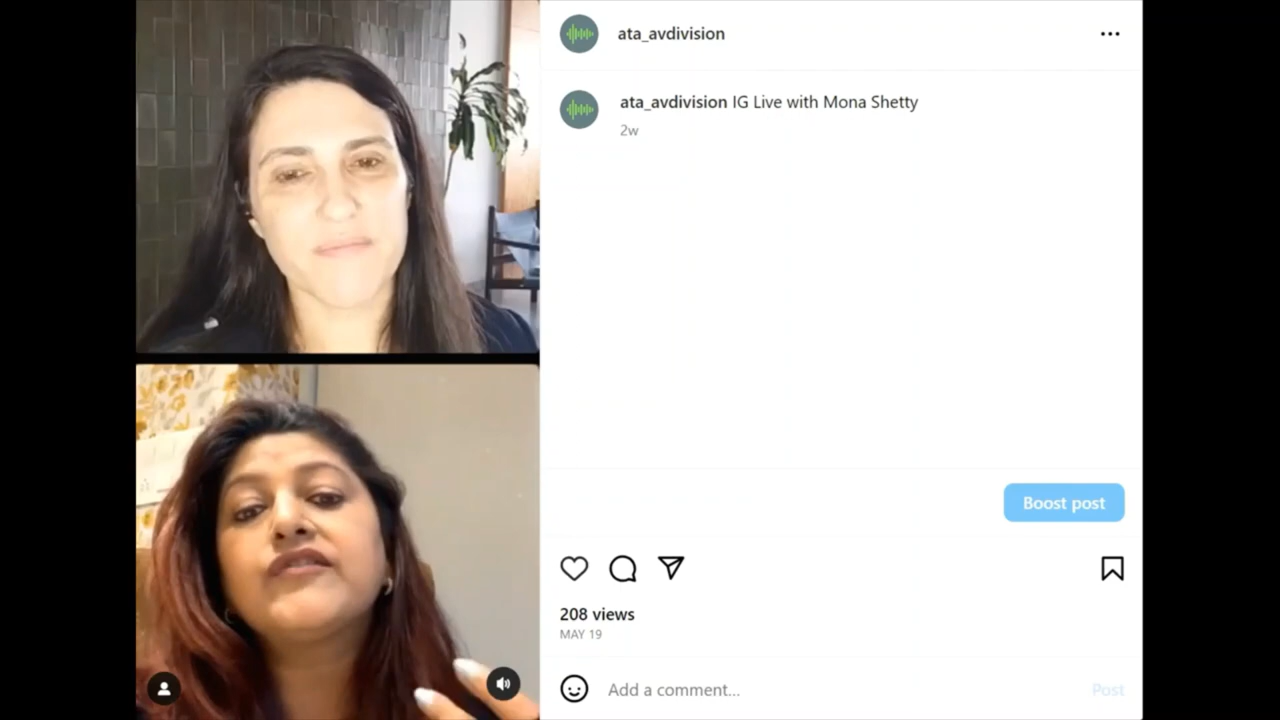 ata_avdivision
ata_avdivision IG Live with Mona Shetty
2w
Boost post
208 views
MAY 19
Add a comment...
Post